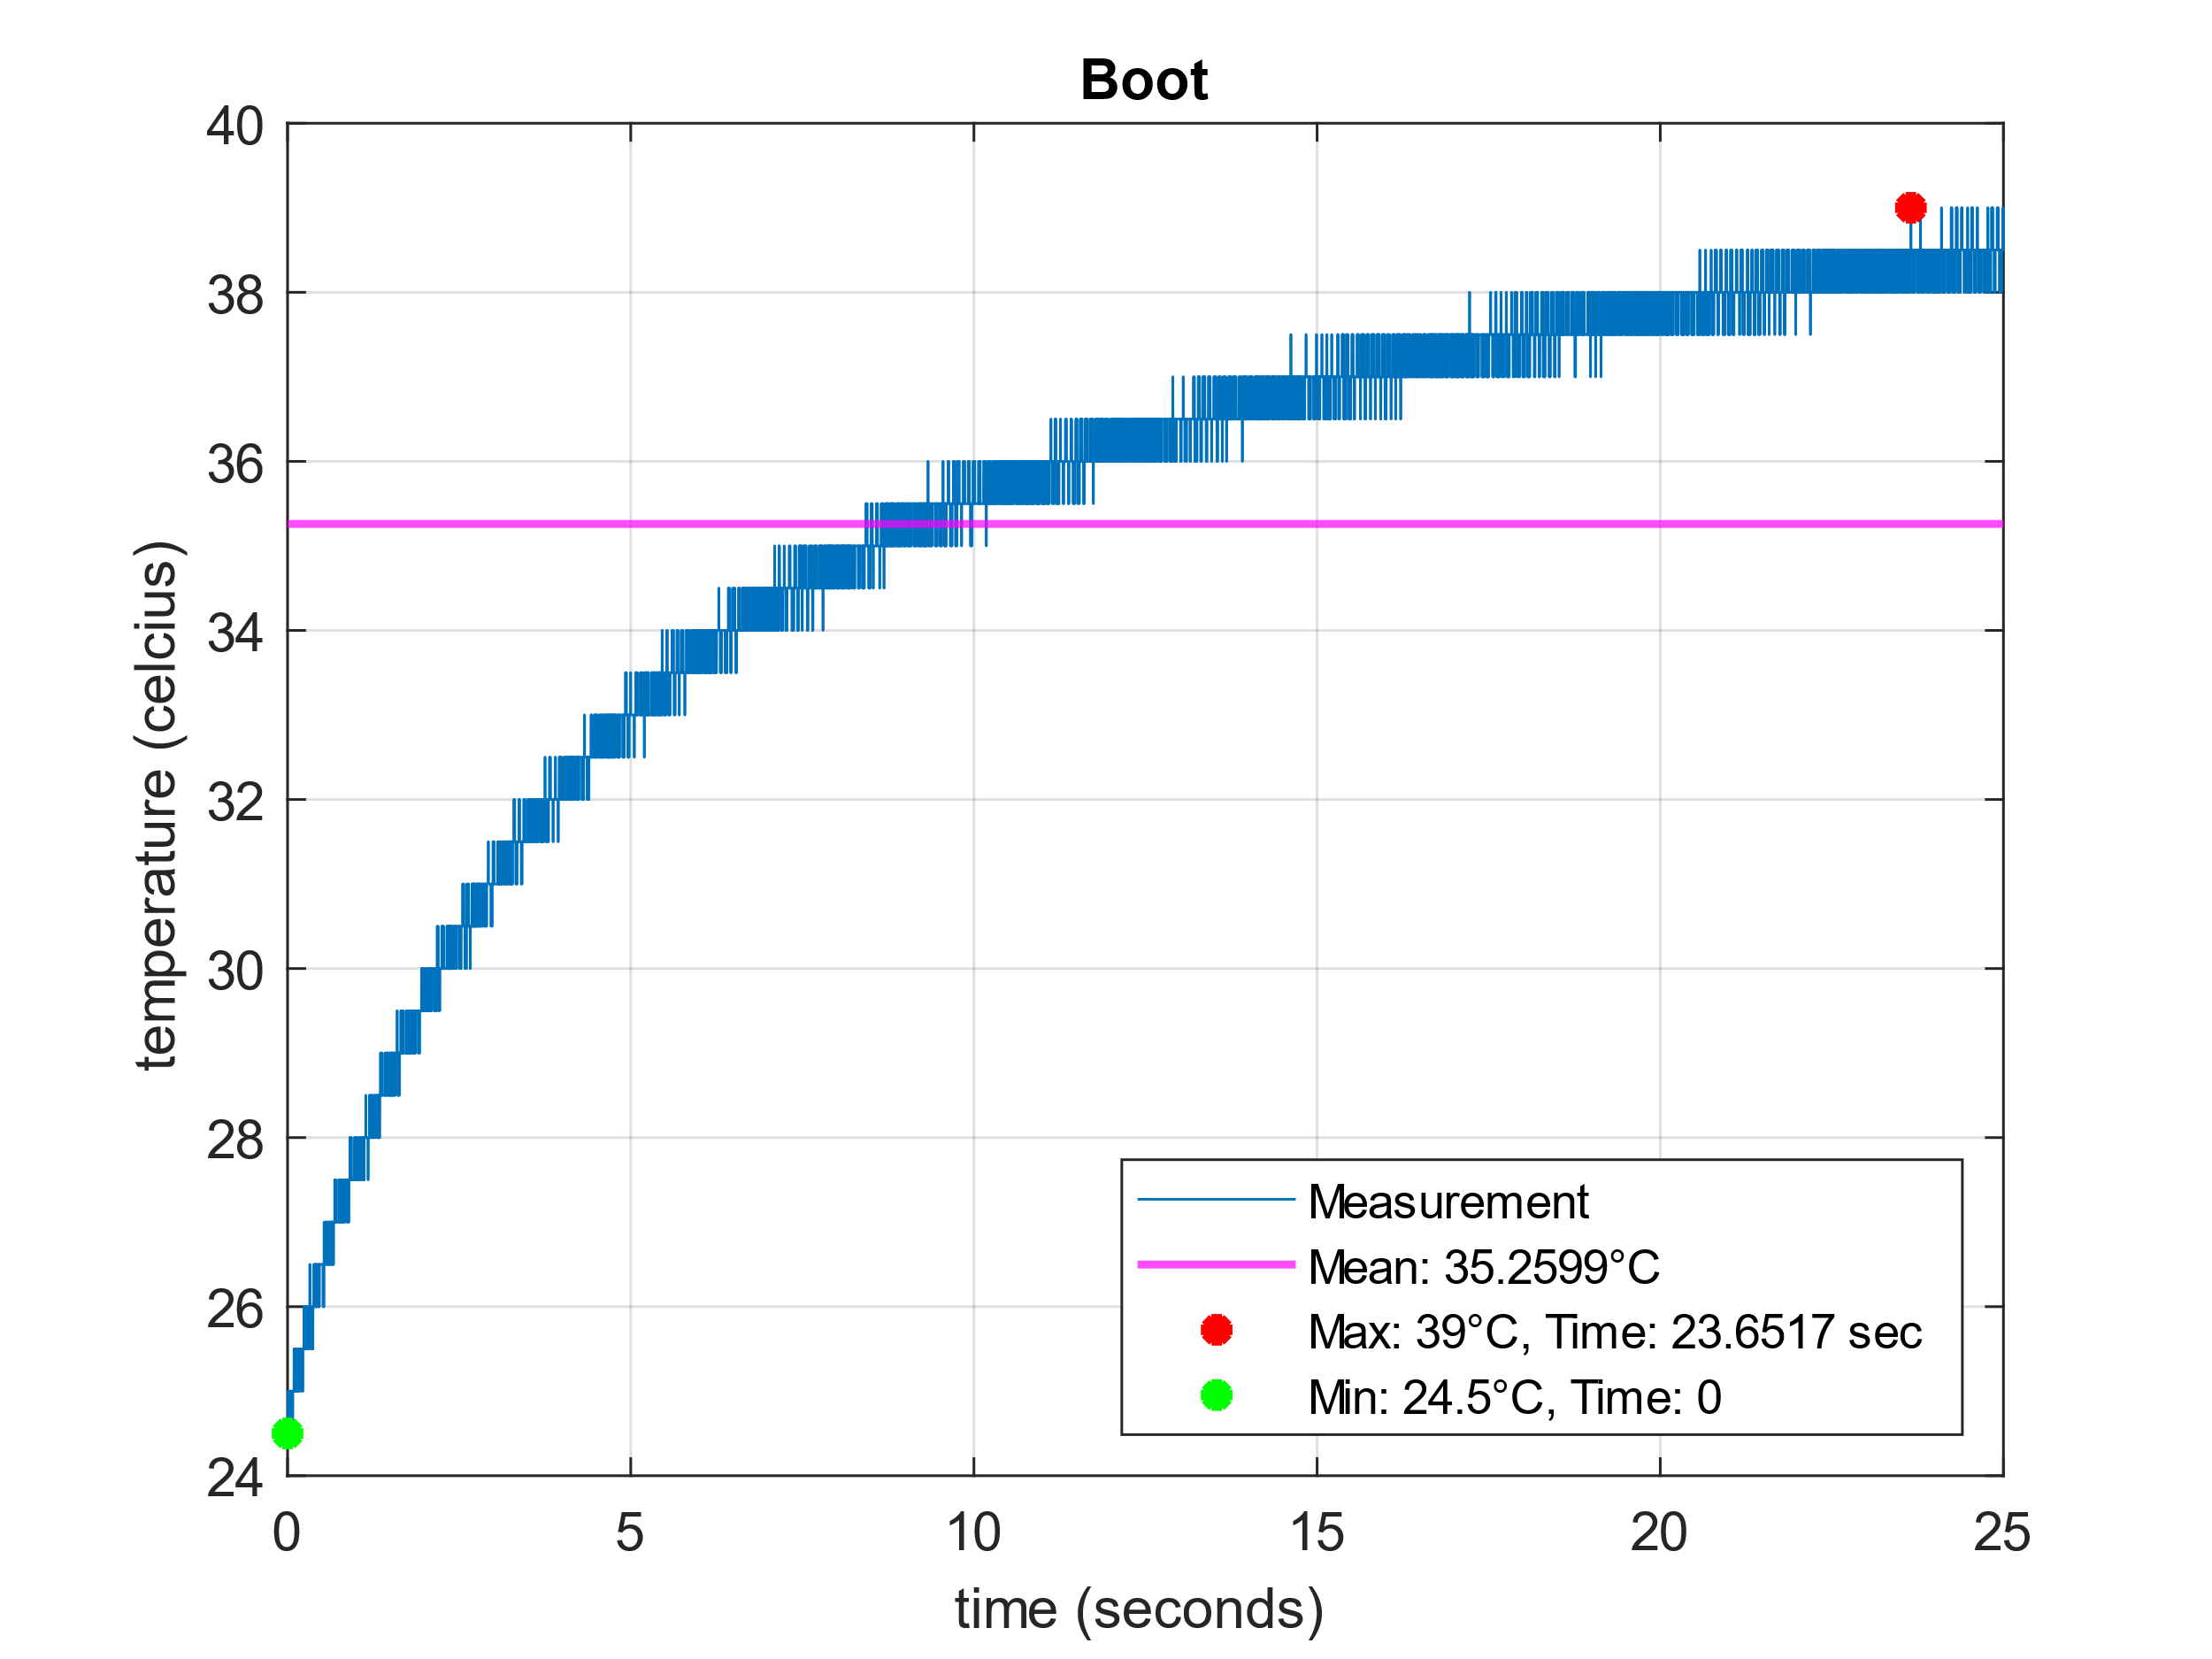 Boot
40
38
36
34
32
30
28
26
24
temperature (celcius)
Measurement
Mean: 35.2599°C
Max: 39°C, Time: 23.6517 sec
Min: 24.5°C, Time: 0
0 5 10 15 20 25
time (seconds)